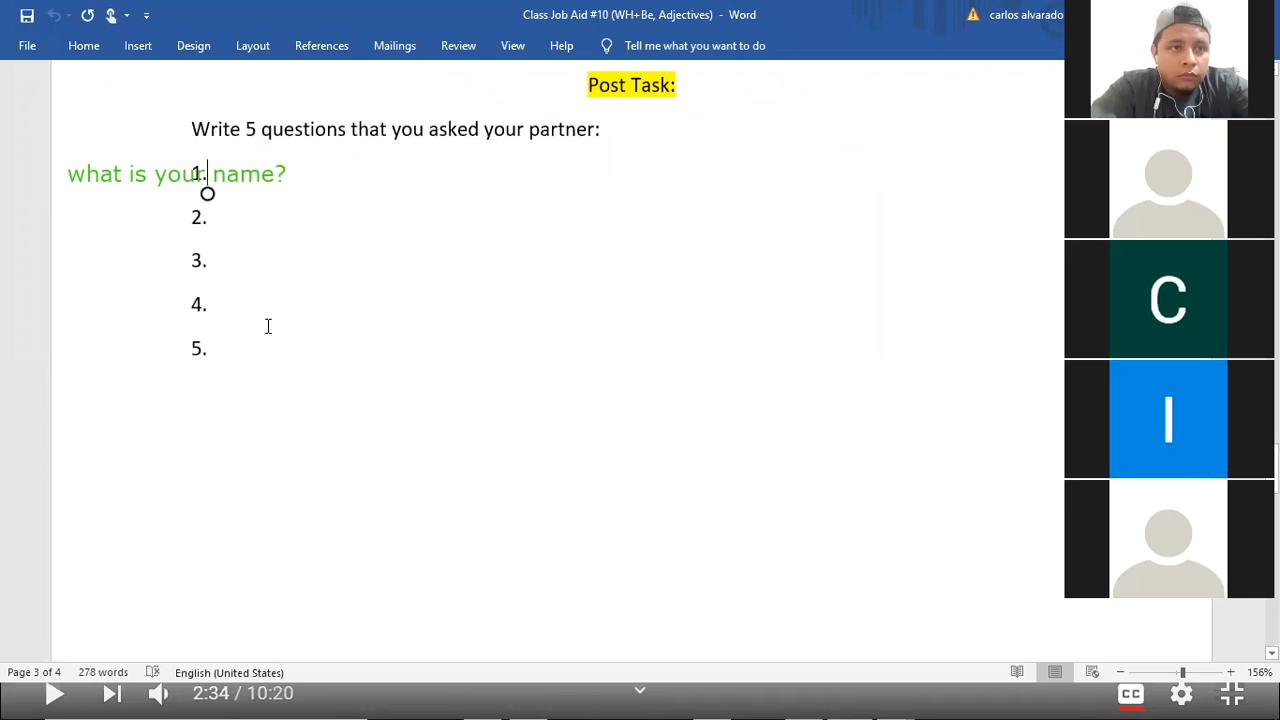 Class Job Aid #10 (WH+Be, Adjectives) - Word
carlos alvarado
File Home Insert Design Layout References Mailings Review View Help Tell me what you want to do
Post Task:
Write 5 questions that you asked your partner:
1.
what is your name?
2.
3.
4.
5.
C
I
Page 3 of 4 278 words English (United States) 156%
2:34 / 10:20 CC